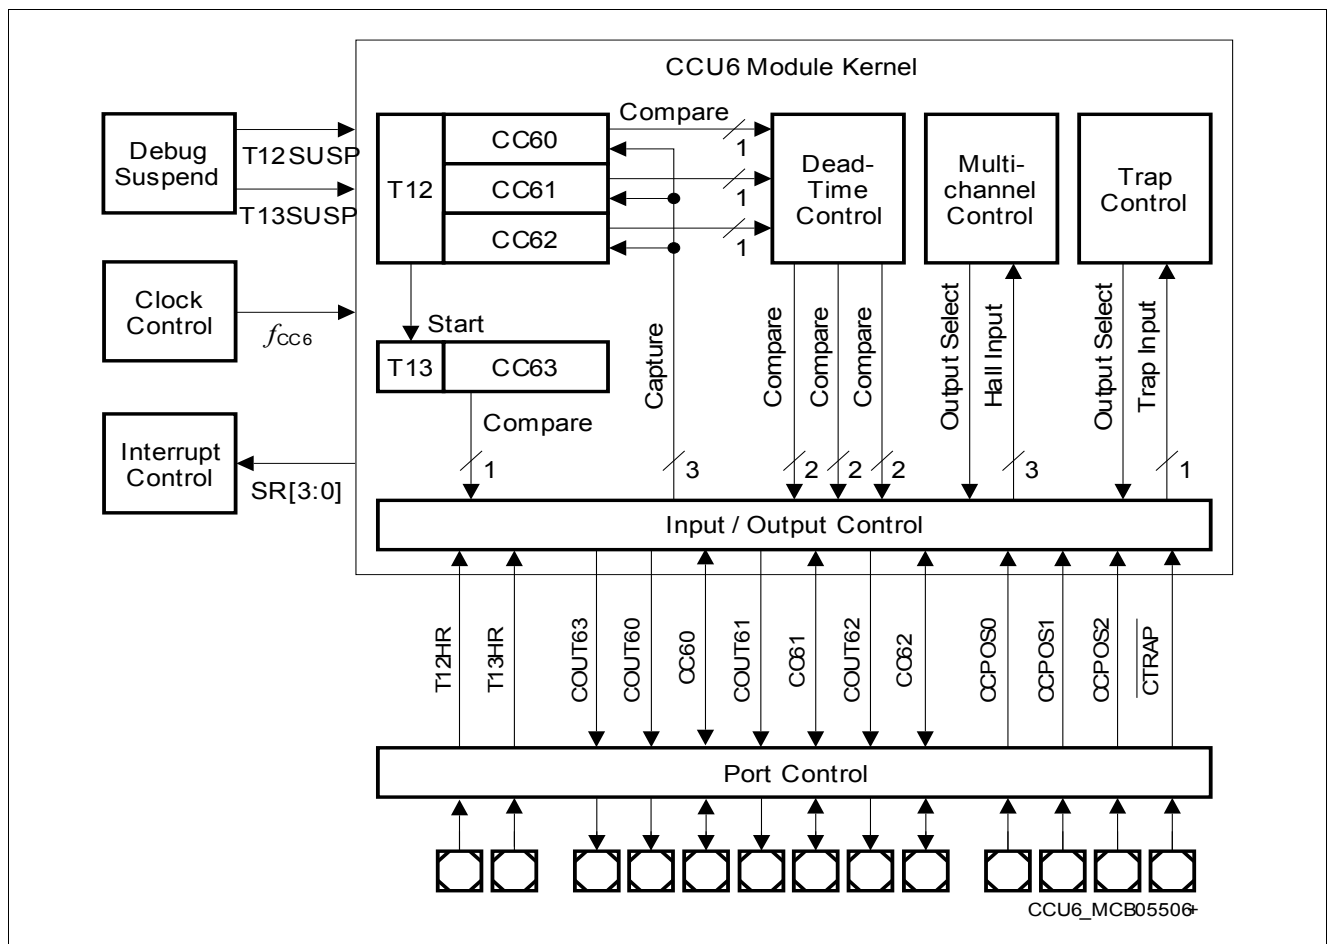 CCU6 Module Kernel
Debug
Suspend
T12SUSP
T13SUSP
Clock
Control
fCC6
Interrupt
Control
SR[3:0]
T12
CC60
CC61
CC62
Compare
1
1
1
Dead-
Time
Control
Multi-
channel
Control
Trap
Control
Start
T13
CC63
Compare
1
Capture
3
Compare
2
Compare
2
Compare
2
Output Select
Hall Input
3
Output Select
Trap Input
1
Input / Output Control
T12HR
T13HR
COUT63
COUT60
CC60
COUT61
CC61
COUT62
CC62
CCPOS0
CCPOS1
CCPOS2
CTRAP
Port Control
CCU6_MCB05506+